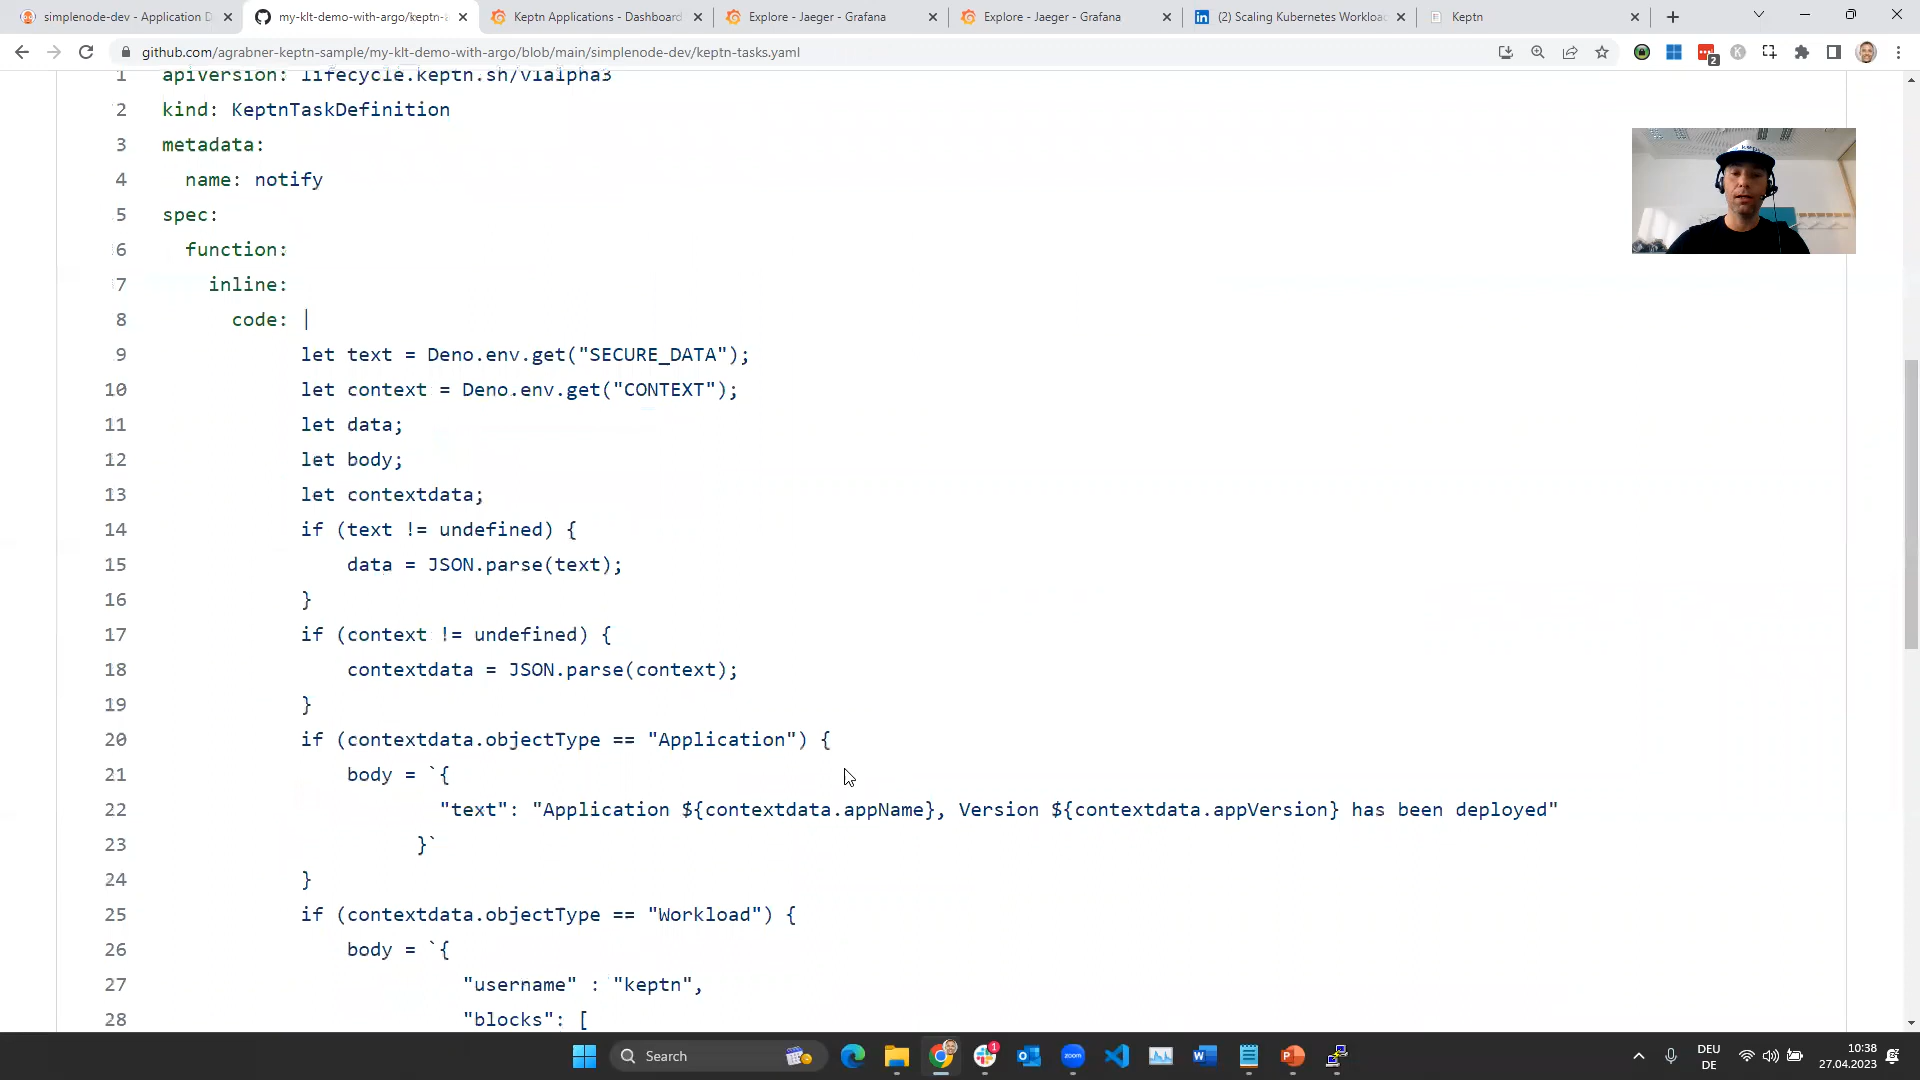 simplenode-dev - Application D
my-klt-demo-with-argo/keptn-
Keptn Applications - Dashboard
Explore - Jaeger - Grafana
Explore - Jaeger - Grafana
(2) Scaling Kubernetes Workloa
Keptn
github.com/agrabner-keptn-sample/my-klt-demo-with-argo/blob/main/simplenode-dev/keptn-tasks.yaml
2
1 apiVersion: lifecycle.keptn.sh/v1alpha3
2 kind: KeptnTaskDefinition
3 metadata:
4 name: notify
5 spec:
6 function:
7 inline:
8 code: |
9 let text = Deno.env.get("SECURE_DATA");
10 let context = Deno.env.get("CONTEXT");
11 let data;
12 let body;
13 let contextdata;
14 if (text != undefined) {
15 data = JSON.parse(text);
16 }
17 if (context != undefined) {
18 contextdata = JSON.parse(context);
19 }
20 if (contextdata.objectType == "Application") {
21 body = `{
22 "text": "Application ${contextdata.appName}, Version ${contextdata.appVersion} has been deployed"
23 }`
24 }
25 if (contextdata.objectType == "Workload") {
26 body = `{
27 "username" : "keptn",
28 "blocks": [
Search
1
zoom
DEU
DE
10:38
27.04.2023